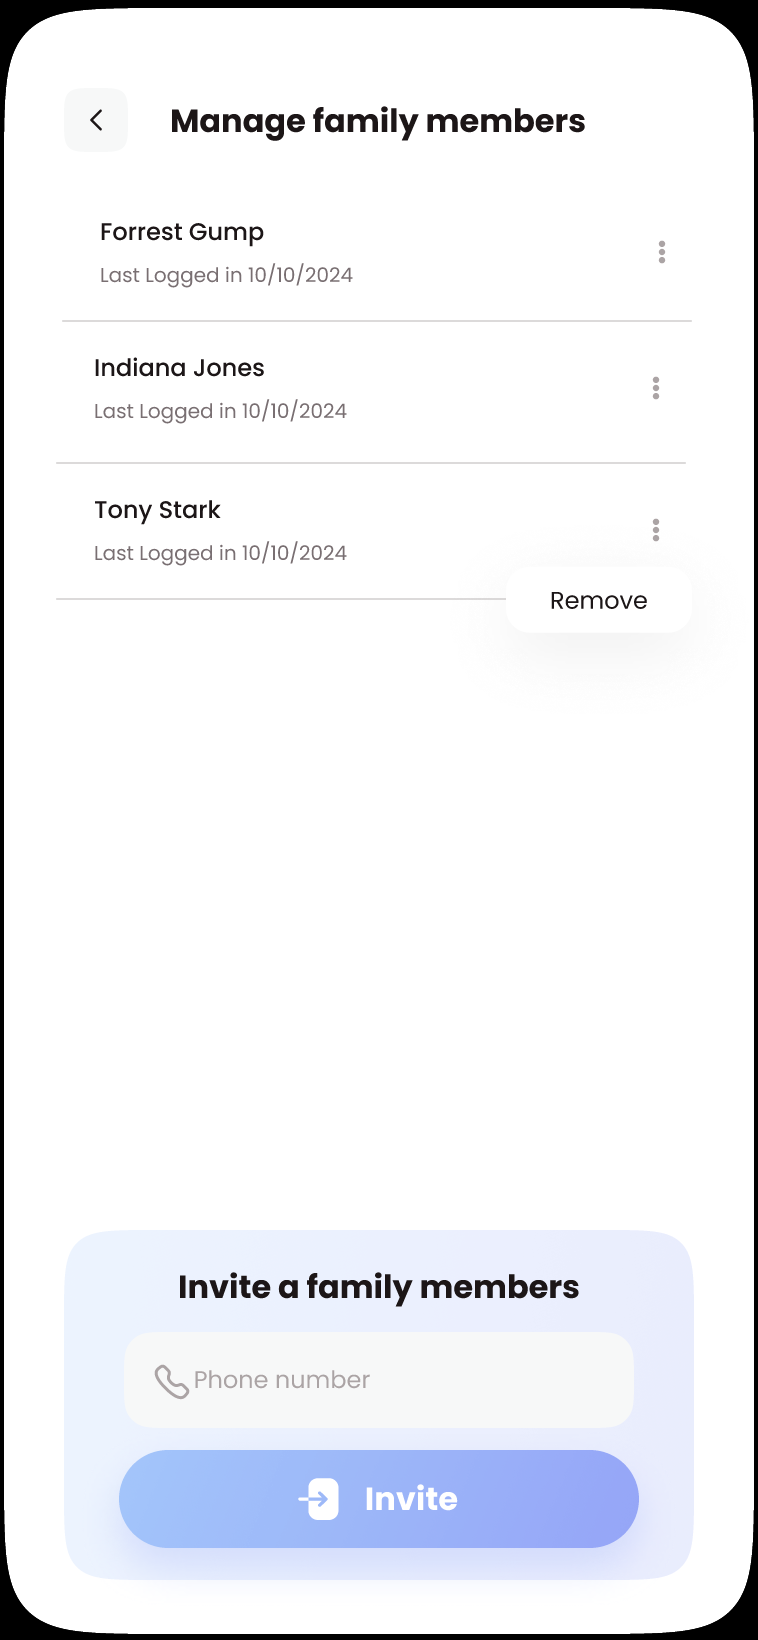 Manage family members
Forrest Gump
Last Logged in 10/10/2024
Indiana Jones
Last Logged in 10/10/2024
Tony Stark
Last Logged in 10/10/2024
Remove
Invite a family members
Phone number
Invite